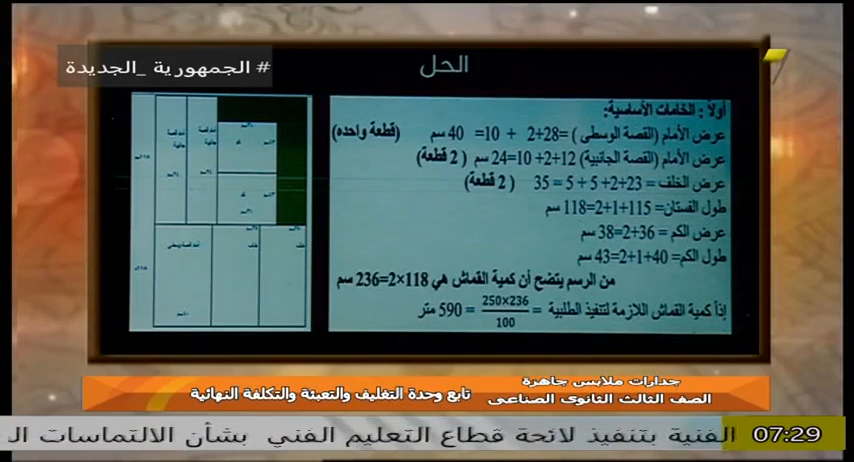 # الجمهورية _الجديدة
الحل
أولاً : الخامات الأساسية:
عرض الأمام (القصة الوسطى ) =28+2 + 10= 40 سم (قطعة واحده)
عرض الأمام (القصة الجانبية) 12+2+ 10=24 سم ( 2 قطعة)
عرض الخلف = 23+2+ 5 + 5 = 35 ( 2 قطعة)
طول الفستان= 115+1+2=118 سم
عرض الكم = 36+2=38 سم
طول الكم= 40+1+2=43 سم
من الرسم يتضح أن كمية القماش هي 118×2=236 سم
إذاً كمية القماش اللازمة لتنفيذ الطلبية = 250×236 / 100 = 590 متر
جدارات ملابس جاهزة
الصف الثالث الثانوى الصناعى
تابع وحدة التغليف والتعبئة والتكلفة النهائية
07:29
الفنية بتنفيذ لائحة قطاع التعليم الفني بشأن الالتماسات